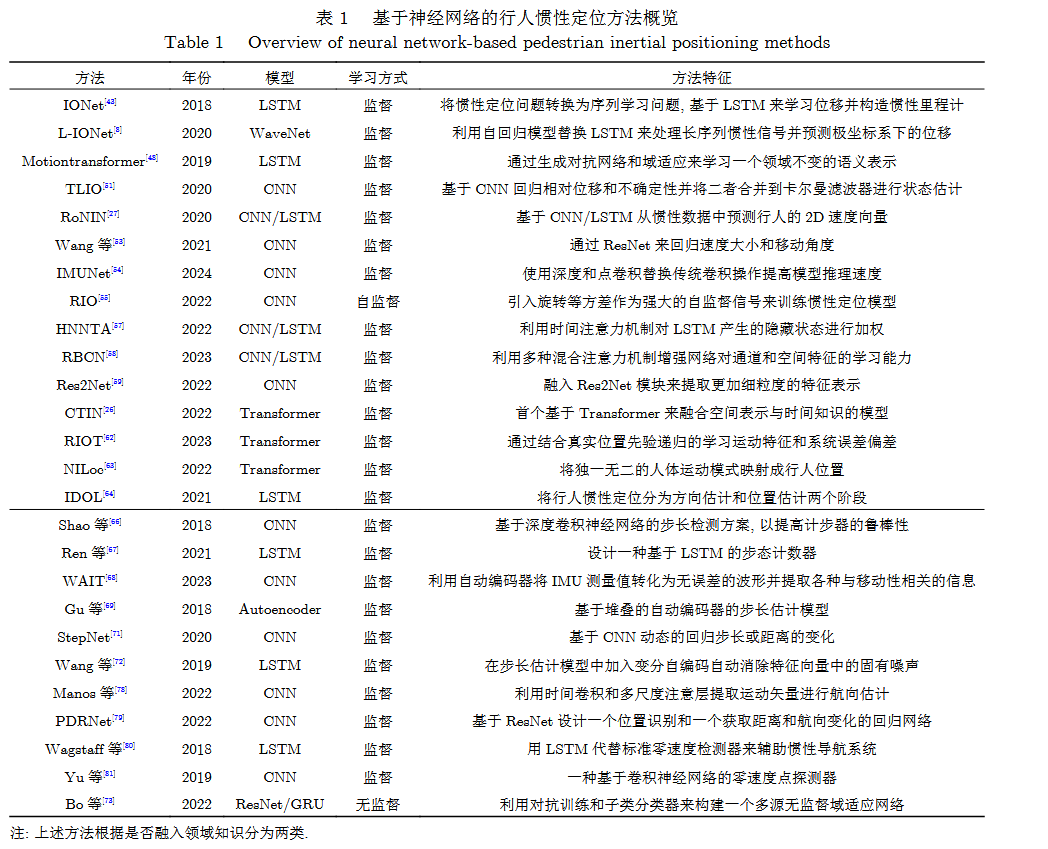 表 1 基于神经网络的行人惯性定位方法概览
Table 1 Overview of neural network-based pedestrian inertial positioning methods
方法 年份 模型 学习方式 方法特征
IONet[43] 2018 LSTM 监督 将惯性定位问题转换为序列学习问题, 基于 LSTM 来学习位移并构造惯性里程计
L-IONet[8] 2020 WaveNet 监督 利用自回归模型替换 LSTM 来处理长序列惯性信号并预测极坐标系下的位移
Motiontransformer[48] 2019 LSTM 监督 通过生成对抗网络和域适应来学习一个领域不变的语义表示
TLIO[51] 2020 CNN 监督 基于 CNN 回归相对位移和不确定性并将二者合并到卡尔曼滤波器进行状态估计
RoNIN[27] 2020 CNN/LSTM 监督 基于 CNN/LSTM 从惯性数据中预测行人的 2D 速度向量
Wang 等[53] 2021 CNN 监督 通过 ResNet 来回归速度大小和移动角度
IMUNet[54] 2024 CNN 监督 使用深度和点卷积替换传统卷积操作提高模型推理速度
RIO[55] 2022 CNN 自监督 引入旋转等方差作为强大的自监督信号来训练惯性定位模型
HNNTA[57] 2022 CNN/LSTM 监督 利用时间注意力机制对 LSTM 产生的隐藏状态进行加权
RBCN[58] 2023 CNN/LSTM 监督 利用多种混合注意力机制增强网络对通道和空间特征的学习能力
Res2Net[59] 2022 CNN 监督 融入 Res2Net 模块来提取更加细粒度的特征表示
CTIN[26] 2022 Transformer 监督 首个基于 Transformer 来融合空间表示与时间知识的模型
RIOT[62] 2023 Transformer 监督 通过结合真实位置先验递归的学习运动特征和系统误差偏差
NILoc[63] 2022 Transformer 监督 将独一无二的人体运动模式映射成行人位置
IDOL[64] 2021 LSTM 监督 将行人惯性定位分为方向估计和位置估计两个阶段
Shao 等[66] 2018 CNN 监督 基于深度卷积神经网络的步长检测方案, 以提高计步器的鲁棒性
Ren 等[67] 2021 LSTM 监督 设计一种基于 LSTM 的步态计数器
WAIT[68] 2023 CNN 监督 利用自动编码器将 IMU 测量值转化为无误差的波形并提取各种与移动性相关的信息
Gu 等[69] 2018 Autoencoder 监督 基于堆叠的自动编码器的步长估计模型
StepNet[71] 2020 CNN 监督 基于 CNN 动态的回归步长或距离的变化
Wang 等[72] 2019 LSTM 监督 在步长估计模型中加入变分自编码自动消除特征向量中的固有噪声
Manos 等[78] 2022 CNN 监督 利用时间卷积和多尺度注意层提取运动矢量进行航向估计
PDRNet[79] 2022 CNN 监督 基于 ResNet 设计一个位置识别和一个获取距离和航向变化的回归网络
Wagstaff 等[80] 2018 LSTM 监督 用 LSTM 代替标准零速度检测器来辅助惯性导航系统
Yu 等[81] 2019 CNN 监督 一种基于卷积神经网络的零速度点探测器
Bo 等[73] 2022 ResNet/GRU 无监督 利用对抗训练和子类分类器来构建一个多源无监督域适应网络
注: 上述方法根据是否融入领域知识分为两类.